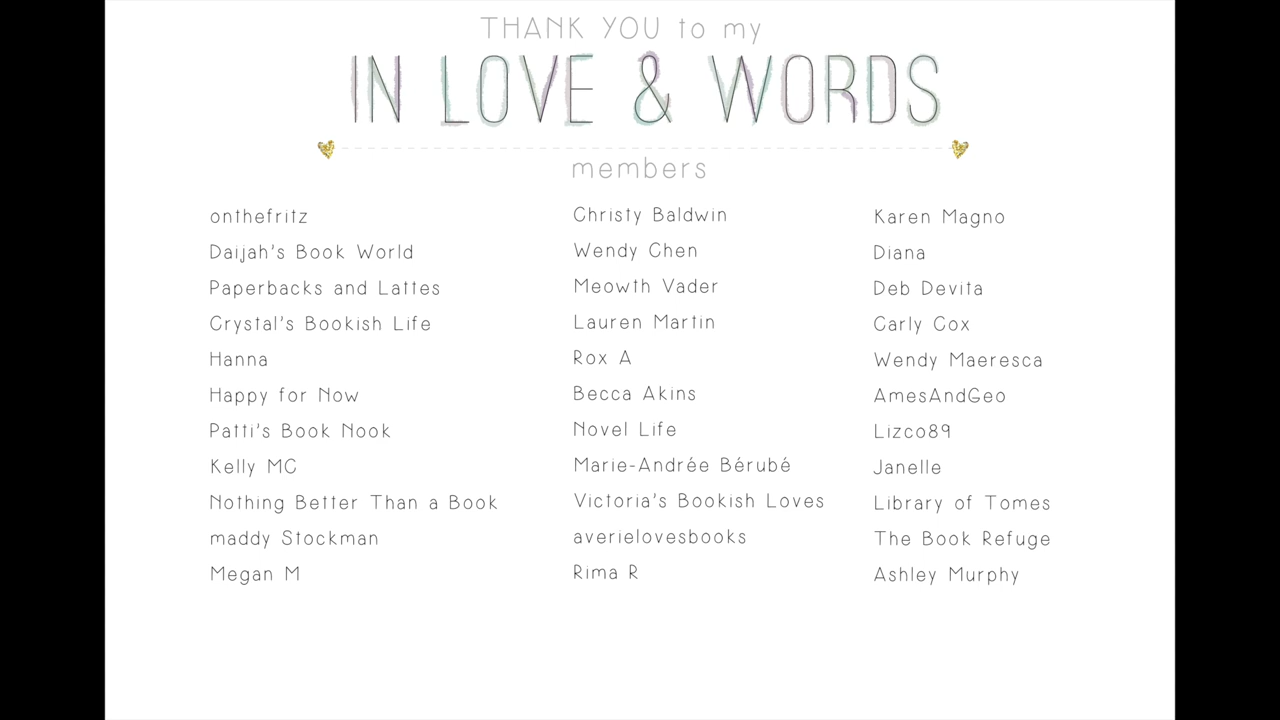 THANK YOU to my
IN LOVE & WORDS
members
onthefritz
Daijah's Book World
Paperbacks and Lattes
Crystal's Bookish Life
Hanna
Happy for Now
Patti's Book Nook
Kelly MC
Nothing Better Than a Book
maddy Stockman
Megan M
Christy Baldwin
Wendy Chen
Meowth Vader
Lauren Martin
Rox A
Becca Akins
Novel Life
Marie-Andrée Bérubé
Victoria's Bookish Loves
averielovesbooks
Rima R
Karen Magno
Diana
Deb Devita
Carly Cox
Wendy Maeresca
AmesAndGeo
Lizco89
Janelle
Library of Tomes
The Book Refuge
Ashley Murphy